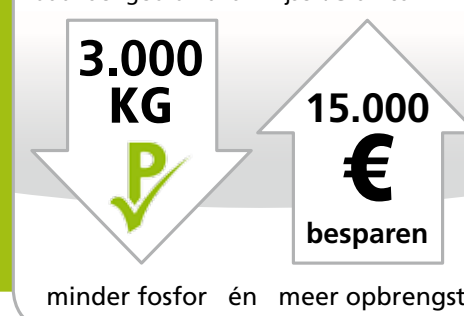 3.000
KG
P
15.000
€
besparen
minder fosfor én meer opbrengst